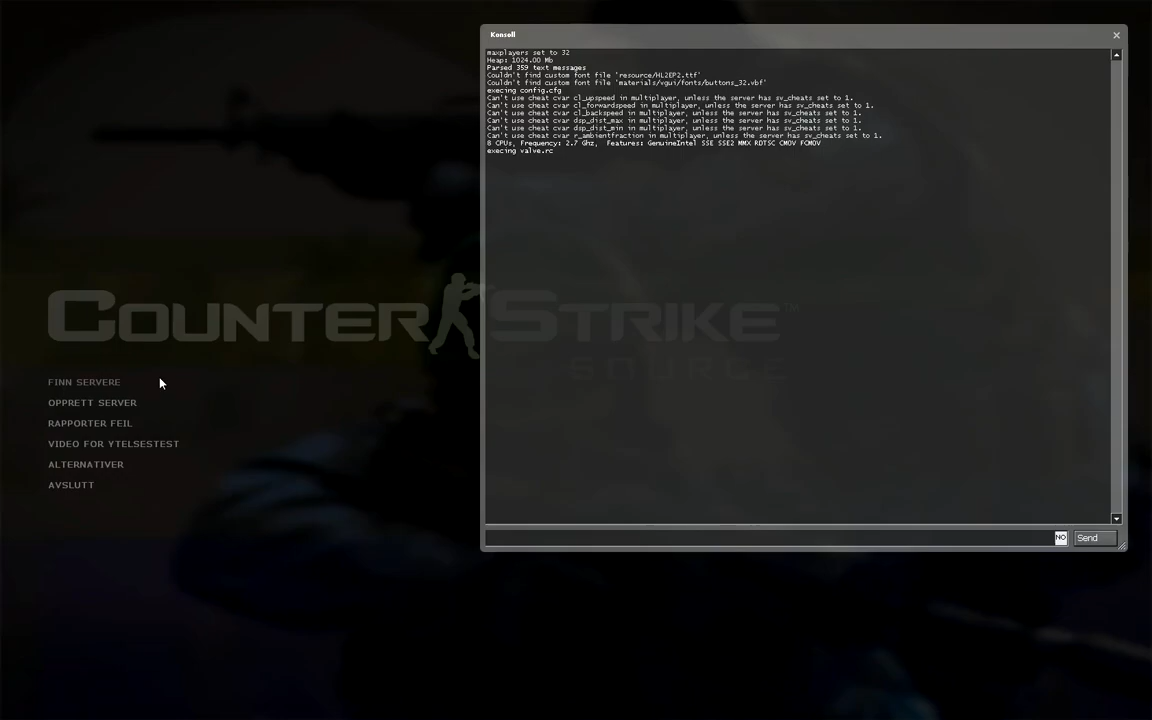 Konsoll
maxplayers set to 32
Heap: 1024.00 Mb
Parsed 359 text messages
Couldn't find custom font file 'resource/HL2EP2.ttf'
Couldn't find custom font file 'materials/vgui/fonts/buttons_32.vbf'
execing config.cfg
Can't use cheat cvar cl_upspeed in multiplayer, unless the server has sv_cheats set to 1.
Can't use cheat cvar cl_forwardspeed in multiplayer, unless the server has sv_cheats set to 1.
Can't use cheat cvar cl_backspeed in multiplayer, unless the server has sv_cheats set to 1.
Can't use cheat cvar dsp_dist_max in multiplayer, unless the server has sv_cheats set to 1.
Can't use cheat cvar dsp_dist_min in multiplayer, unless the server has sv_cheats set to 1.
Can't use cheat cvar r_ambientfraction in multiplayer, unless the server has sv_cheats set to 1.
8 CPUs, Frequency: 2.7 Ghz,  Features: GenuineIntel SSE SSE2 MMX RDTSC CMOV FCMOV
execing valve.rc
NO
Send
COUNTER STRIKE™
SOURCE
FINN SERVERE
OPPRETT SERVER
RAPPORTER FEIL
VIDEO FOR YTELSESTEST
ALTERNATIVER
AVSLUTT